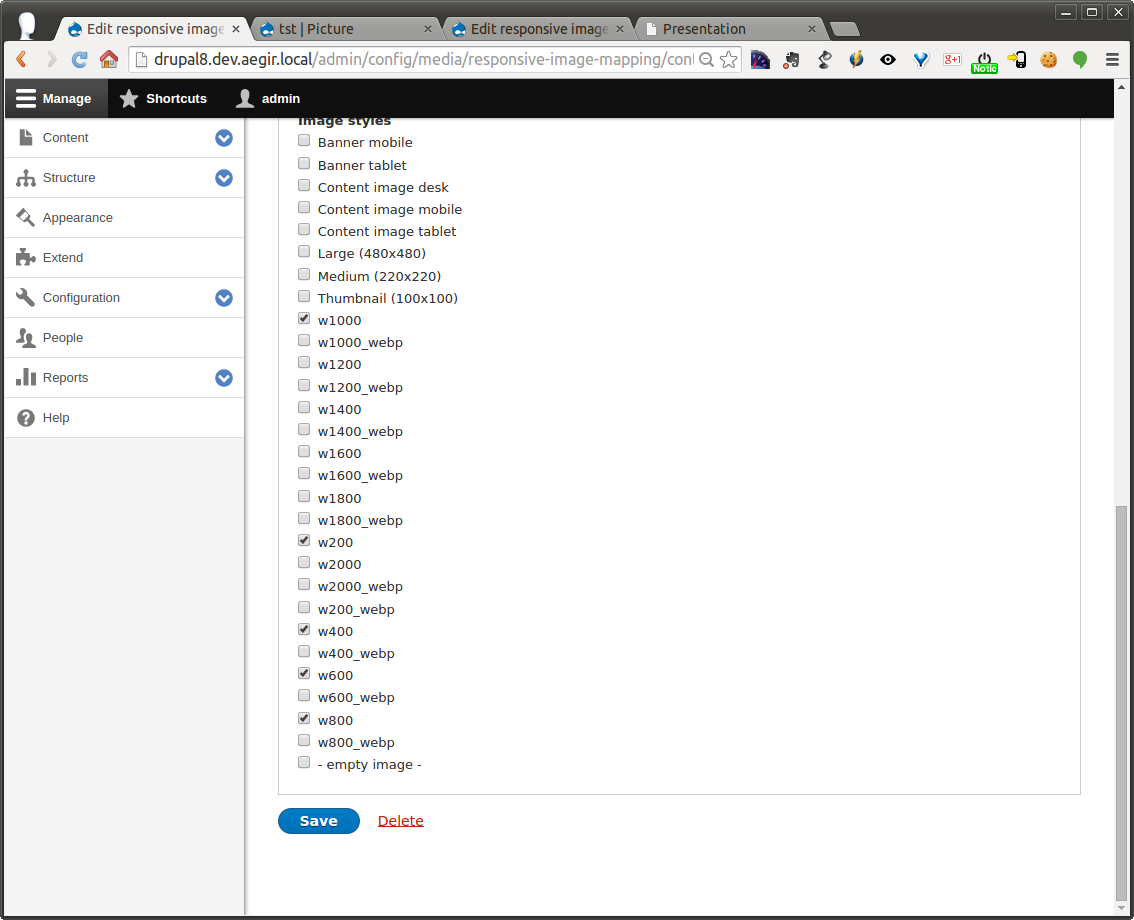 Edit responsive image
tst | Picture
Edit responsive image
Presentation
drupal8.dev.aegir.local/admin/config/media/responsive-image-mapping/cont
g+1
Notic
Manage
Shortcuts
admin
Content
Structure
Appearance
Extend
Configuration
People
Reports
Help
Image styles
Banner mobile
Banner tablet
Content image desk
Content image mobile
Content image tablet
Large (480x480)
Medium (220x220)
Thumbnail (100x100)
w1000
w1000_webp
w1200
w1200_webp
w1400
w1400_webp
w1600
w1600_webp
w1800
w1800_webp
w200
w2000
w2000_webp
w200_webp
w400
w400_webp
w600
w600_webp
w800
w800_webp
- empty image -
Save
Delete